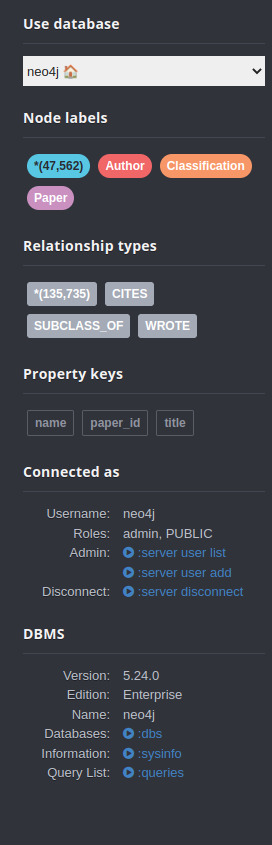 Use database
neo4j 🏠
Node labels
*(47,562) Author Classification
Paper
Relationship types
*(135,735) CITES
SUBCLASS_OF WROTE
Property keys
name paper_id title
Connected as
Username: neo4j
Roles: admin, PUBLIC
Admin: :server user list
:server user add
Disconnect: :server disconnect
DBMS
Version: 5.24.0
Edition: Enterprise
Name: neo4j
Databases: :dbs
Information: :sysinfo
Query List: :queries